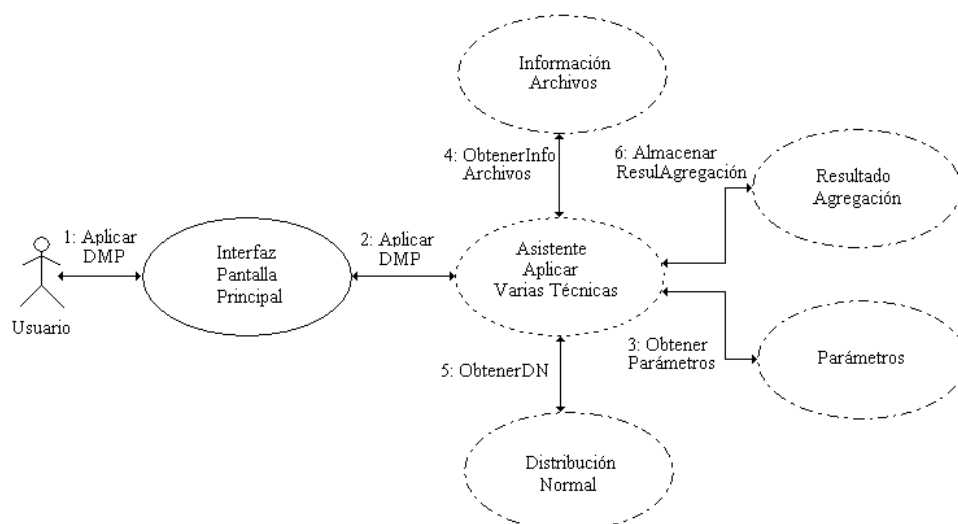 Información
Archivos
4: ObtenerInfo
Archivos
6: Almacenar
ResulAgregación
Resultado
Agregación
1: Aplicar
DMP
Interfaz
Pantalla
Principal
2: Aplicar
DMP
Asistente
Aplicar
Varias Técnicas
Usuario
3: Obtener
Parámetros
Parámetros
5: ObtenerDN
Distribución
Normal